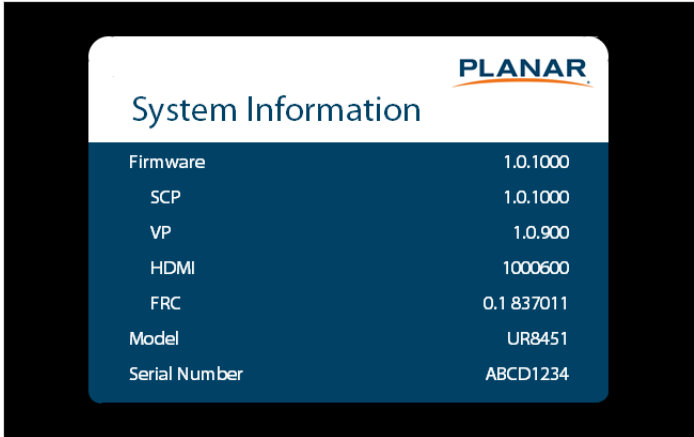 PLANAR
System Information
Firmware 1.0.1000
SCP 1.0.1000
VP 1.0.900
HDMI 1000600
FRC 0.1 837011
Model UR8451
Serial Number ABCD1234